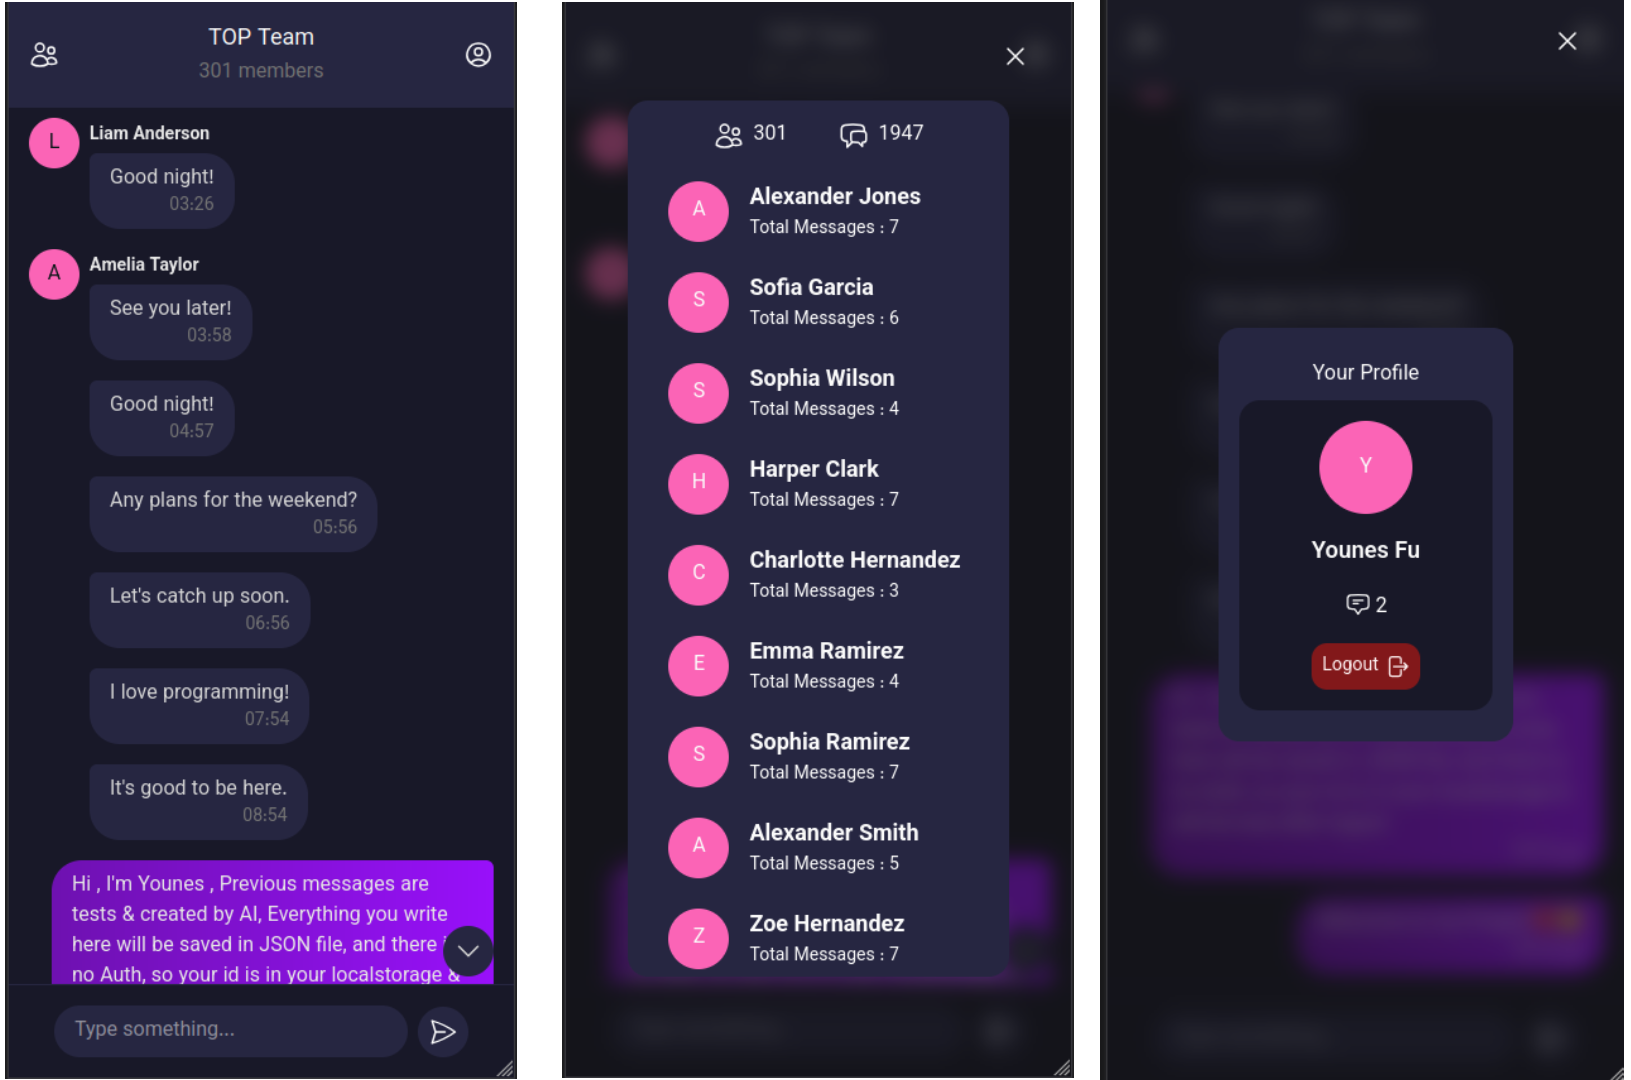 TOP Team
301 members
L
Liam Anderson
Good night!
03:26
A
Amelia Taylor
See you later!
03:58
Good night!
04:57
Any plans for the weekend?
05:56
Let's catch up soon.
06:56
I love programming!
07:54
It's good to be here.
08:54
Hi , I'm Younes , Previous messages are
tests & created by AI, Everything you write
here will be saved in JSON file, and there
no Auth, so your id is in your localstorage &
Type something...
301 1947
A
Alexander Jones
Total Messages : 7
S
Sofia Garcia
Total Messages : 6
S
Sophia Wilson
Total Messages : 4
H
Harper Clark
Total Messages : 7
C
Charlotte Hernandez
Total Messages : 3
E
Emma Ramirez
Total Messages : 4
S
Sophia Ramirez
Total Messages : 7
A
Alexander Smith
Total Messages : 5
Z
Zoe Hernandez
Total Messages : 7
Your Profile
Y
Younes Fu
2
Logout